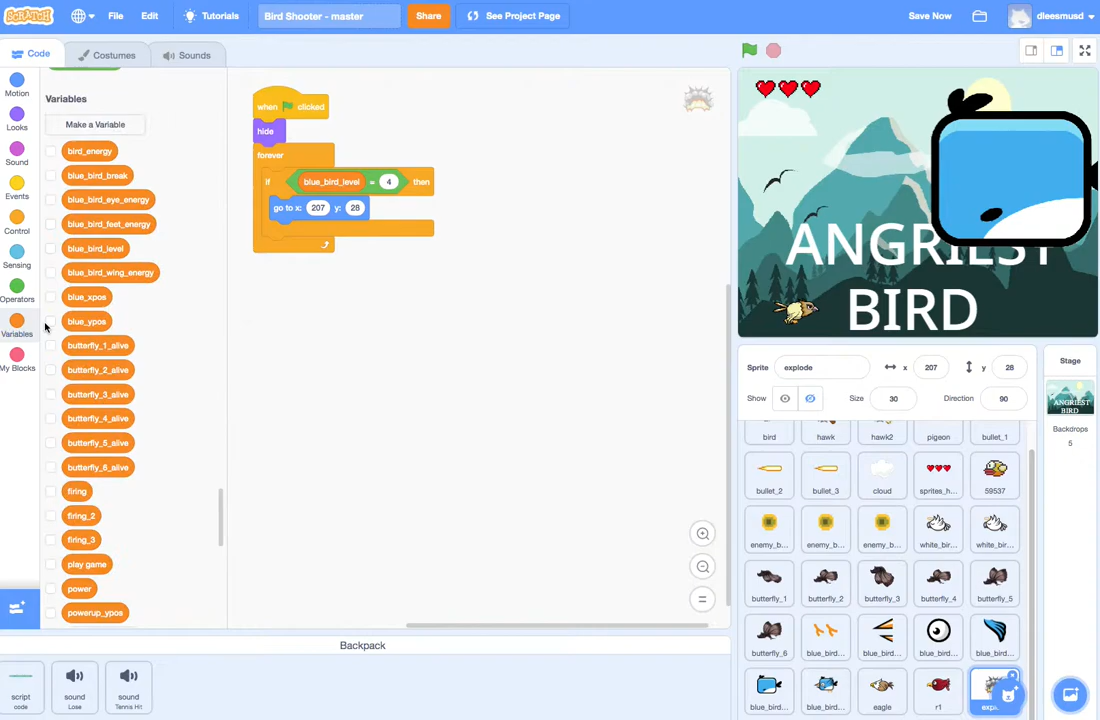 SCRATCH
File
Edit
Tutorials
Bird Shooter - master
Share
See Project Page
Save Now
dleesmusd
Code
Costumes
Sounds
Motion
Looks
Sound
Events
Control
Sensing
Operators
Variables
My Blocks
Variables
Make a Variable
bird_energy
blue_bird_break
blue_bird_eye_energy
blue_bird_feet_energy
blue_bird_level
blue_bird_wing_energy
blue_xpos
blue_ypos
butterfly_1_alive
butterfly_2_alive
butterfly_3_alive
butterfly_4_alive
butterfly_5_alive
butterfly_6_alive
firing
firing_2
firing_3
play game
power
powerup_ypos
when clicked
hide
forever
if blue_bird_level = 4 then
go to x: 207 y: 28
ANGRIEST
BIRD
Sprite explode x 207 y 28
Show Size 30 Direction 90
bird hawk hawk2 pigeon bullet_1
bullet_2 bullet_3 cloud sprites_h... 59537
enemy_b... enemy_b... enemy_b... white_bir... white_bir...
butterfly_1 butterfly_2 butterfly_3 butterfly_4 butterfly_5
butterfly_6 blue_bird... blue_bird... blue_bird... blue_bird...
blue_bird... blue_bird... eagle r1
Stage
ANGRIEST
BIRD
Backdrops
5
Backpack
script
code
sound
Lose
sound
Tennis Hit